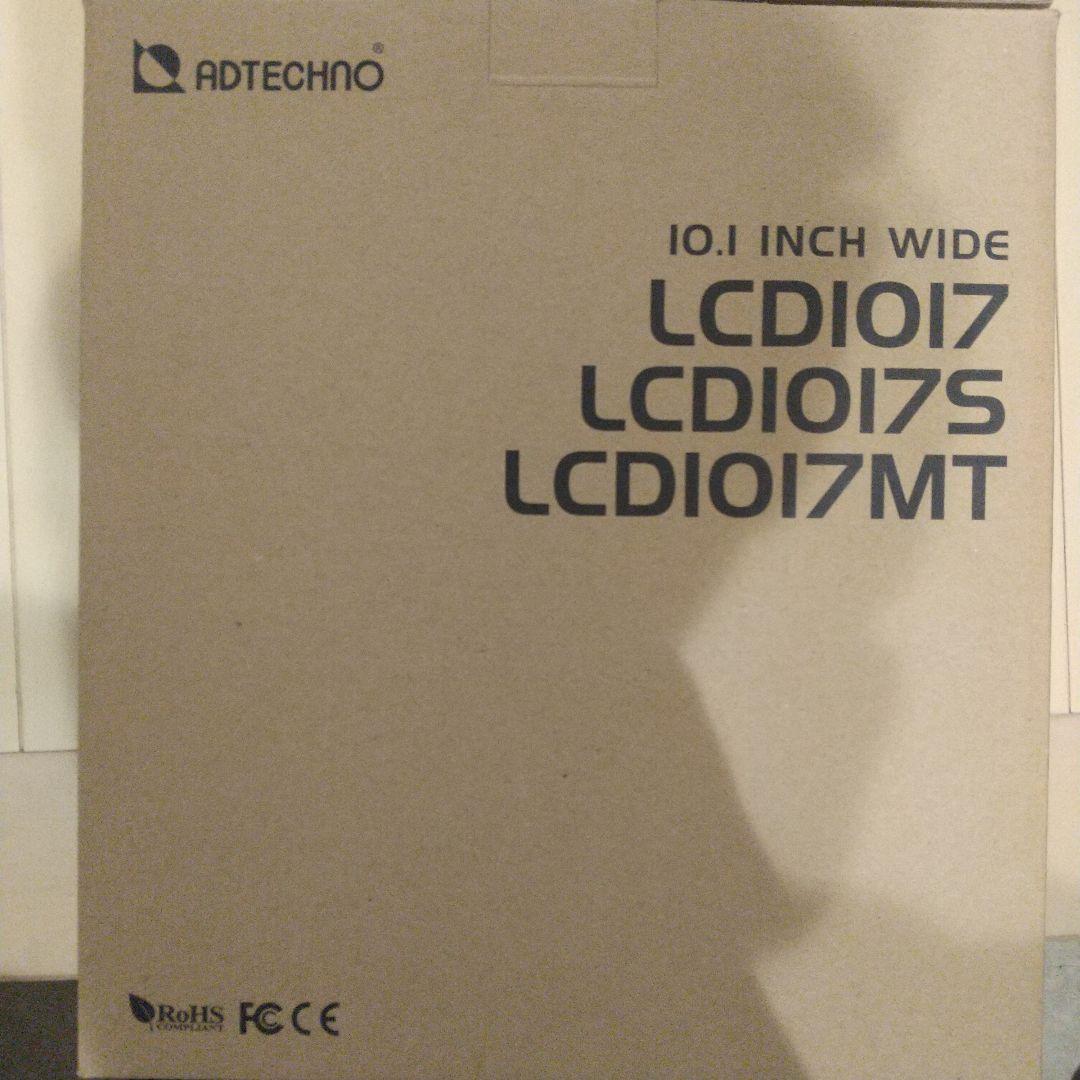 ADTECHNO®
10.1 INCH WIDE
LCD1017
LCD1017S
LCD1017MT
RoHS FC CE
COMPLIANT